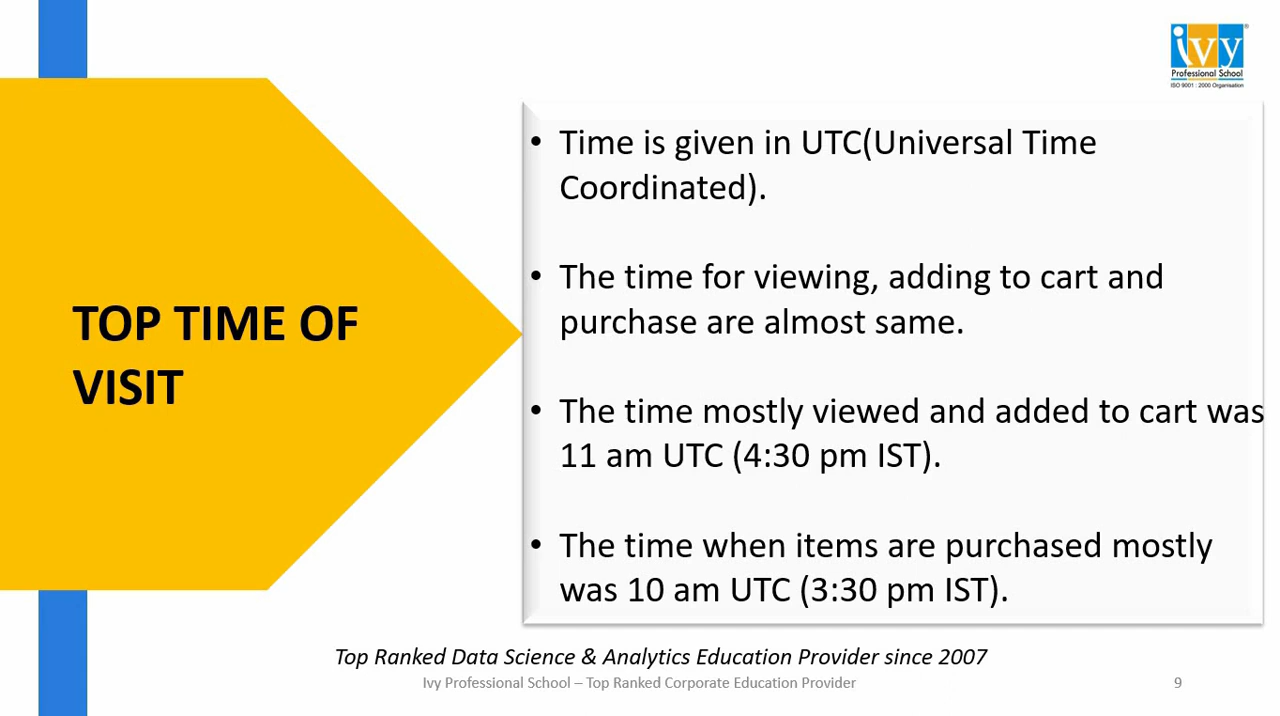 ivy
Professional School
ISO 9001 : 2000 Organisation
TOP TIME OF
VISIT
• Time is given in UTC(Universal Time
Coordinated).
• The time for viewing, adding to cart and
purchase are almost same.
• The time mostly viewed and added to cart was
11 am UTC (4:30 pm IST).
• The time when items are purchased mostly
was 10 am UTC (3:30 pm IST).
Top Ranked Data Science & Analytics Education Provider since 2007
Ivy Professional School – Top Ranked Corporate Education Provider
9